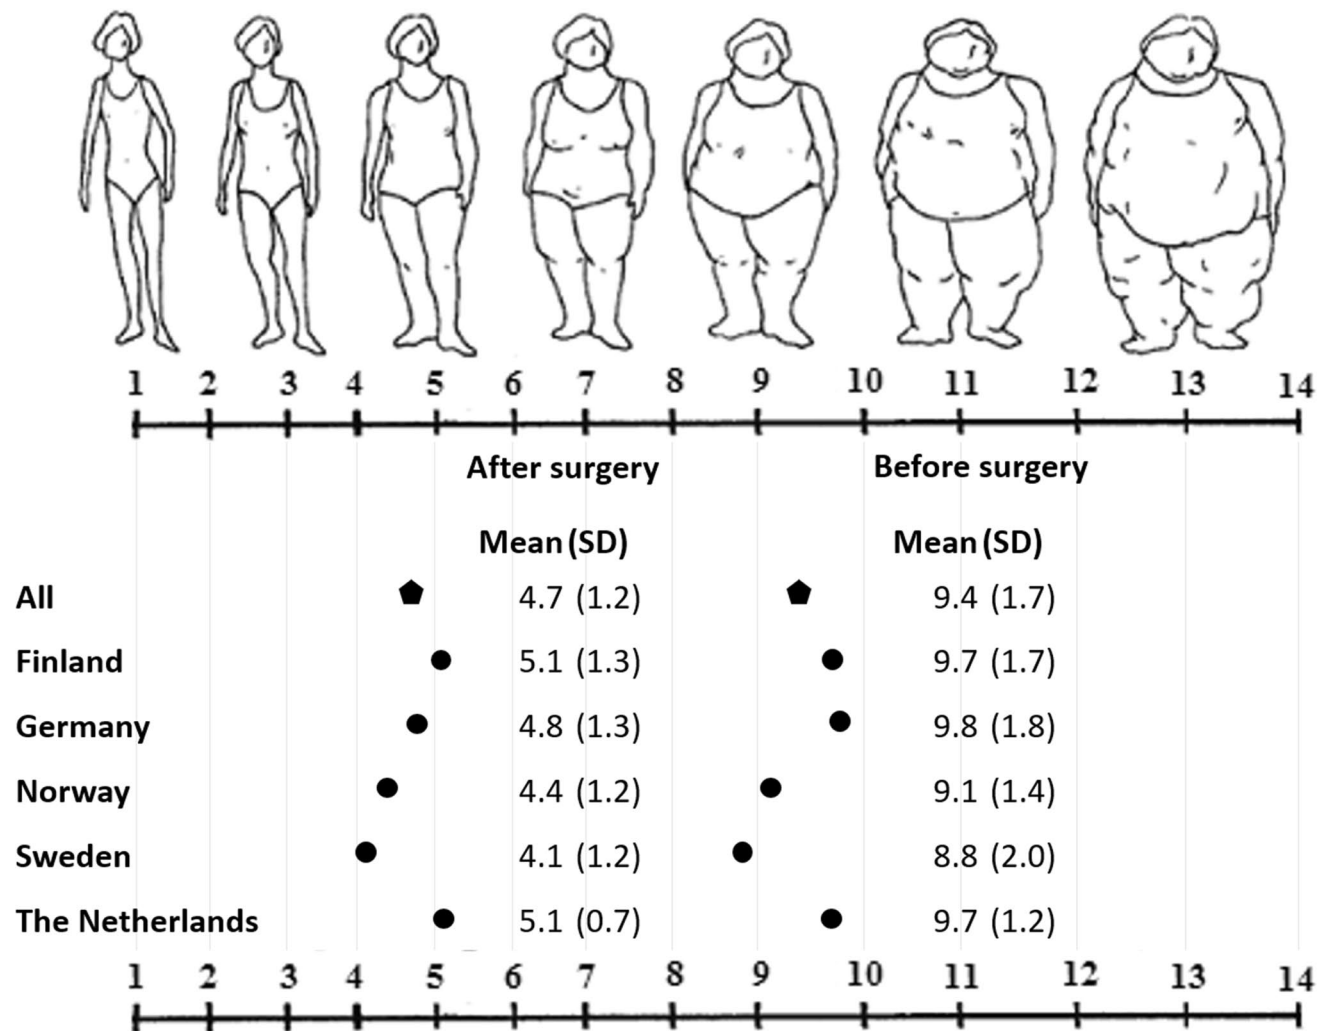 1 2 3 4 5 6 7 8 9 10 11 12 13 14
After surgery Before surgery
Mean (SD) Mean (SD)
All 4.7 (1.2) 9.4 (1.7)
Finland 5.1 (1.3) 9.7 (1.7)
Germany 4.8 (1.3) 9.8 (1.8)
Norway 4.4 (1.2) 9.1 (1.4)
Sweden 4.1 (1.2) 8.8 (2.0)
The Netherlands 5.1 (0.7) 9.7 (1.2)
1 2 3 4 5 6 7 8 9 10 11 12 13 14